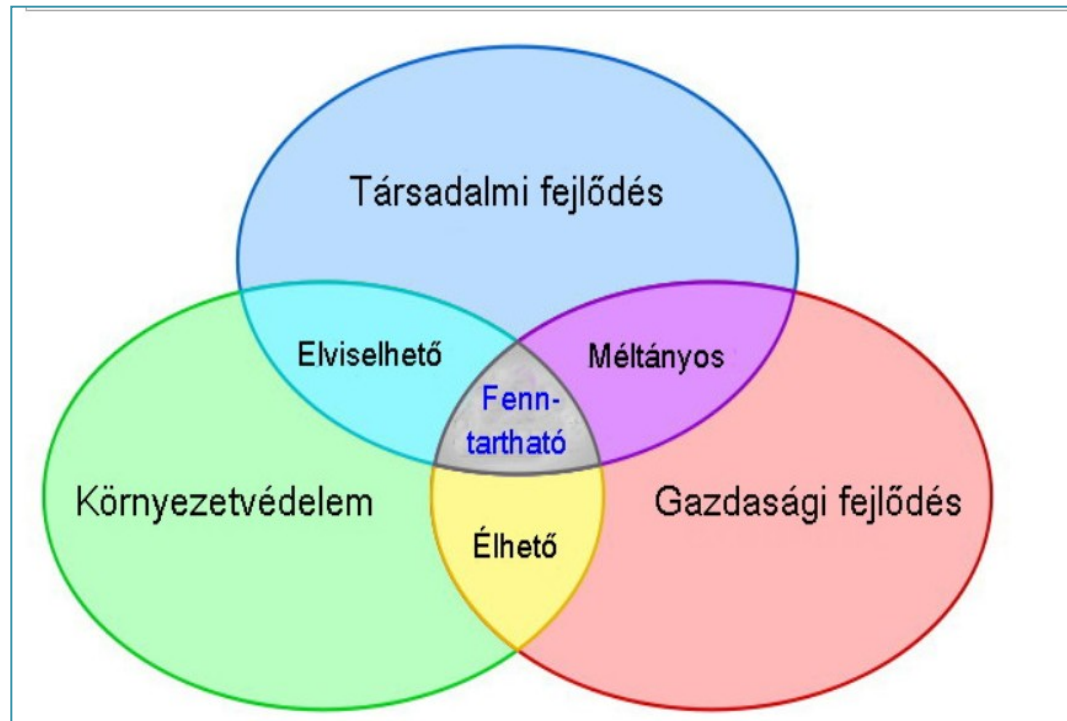 Társadalmi fejlődés
Elviselhető
Méltányos
Fenn-
tartható
Környezetvédelem
Gazdasági fejlődés
Élhető